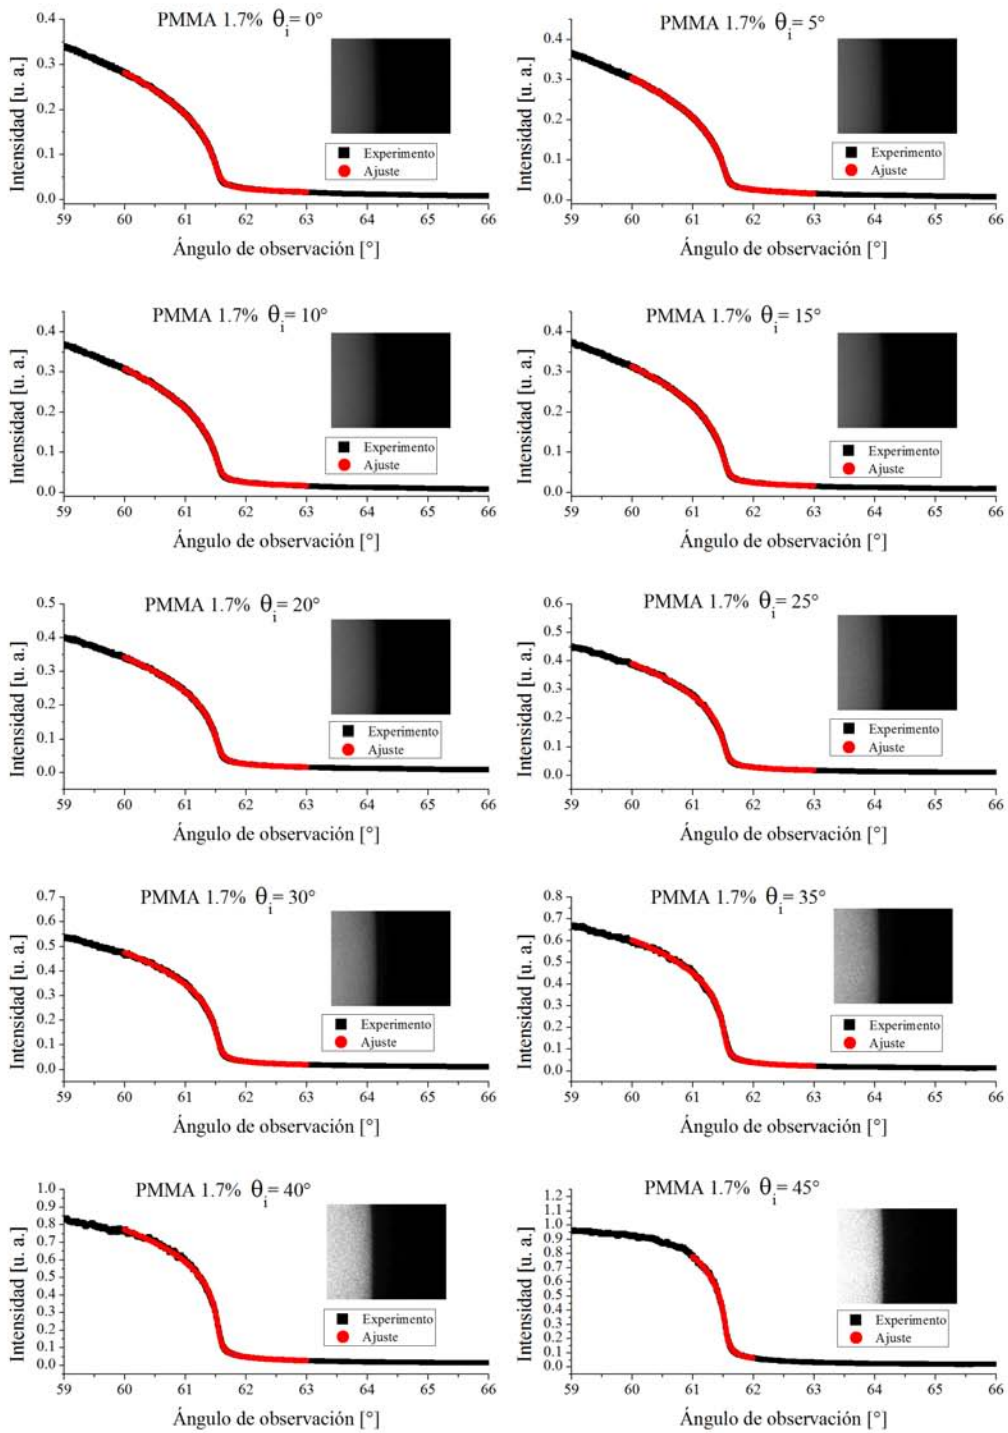 PMMA 1.7% θi= 0°
Intensidad [u. a.]
0.4
0.3
0.2
0.1
0.0
Experimento
Ajuste
59 60 61 62 63 64 65 66
Ángulo de observación [°]
PMMA 1.7% θi= 5°
Intensidad [u. a.]
0.4
0.3
0.2
0.1
0.0
Experimento
Ajuste
59 60 61 62 63 64 65 66
Ángulo de observación [°]
PMMA 1.7% θi= 10°
Intensidad [u. a.]
0.4
0.3
0.2
0.1
0.0
Experimento
Ajuste
59 60 61 62 63 64 65 66
Ángulo de observación [°]
PMMA 1.7% θi= 15°
Intensidad [u. a.]
0.4
0.3
0.2
0.1
0.0
Experimento
Ajuste
59 60 61 62 63 64 65 66
Ángulo de observación [°]
PMMA 1.7% θi= 20°
Intensidad [u. a.]
0.5
0.4
0.3
0.2
0.1
0.0
Experimento
Ajuste
59 60 61 62 63 64 65 66
Ángulo de observación [°]
PMMA 1.7% θi= 25°
Intensidad [u. a.]
0.6
0.5
0.4
0.3
0.2
0.1
0.0
Experimento
Ajuste
59 60 61 62 63 64 65 66
Ángulo de observación [°]
PMMA 1.7% θi= 30°
Intensidad [u. a.]
0.7
0.6
0.5
0.4
0.3
0.2
0.1
0.0
Experimento
Ajuste
59 60 61 62 63 64 65 66
Ángulo de observación [°]
PMMA 1.7% θi= 35°
Intensidad [u. a.]
0.8
0.7
0.6
0.5
0.4
0.3
0.2
0.1
0.0
Experimento
Ajuste
59 60 61 62 63 64 65 66
Ángulo de observación [°]
PMMA 1.7% θi= 40°
Intensidad [u. a.]
1.0
0.9
0.8
0.7
0.6
0.5
0.4
0.3
0.2
0.1
0.0
Experimento
Ajuste
59 60 61 62 63 64 65 66
Ángulo de observación [°]
PMMA 1.7% θi= 45°
Intensidad [u. a.]
1.2
1.1
1.0
0.9
0.8
0.7
0.6
0.5
0.4
0.3
0.2
0.1
0.0
Experimento
Ajuste
59 60 61 62 63 64 65 66
Ángulo de observación [°]